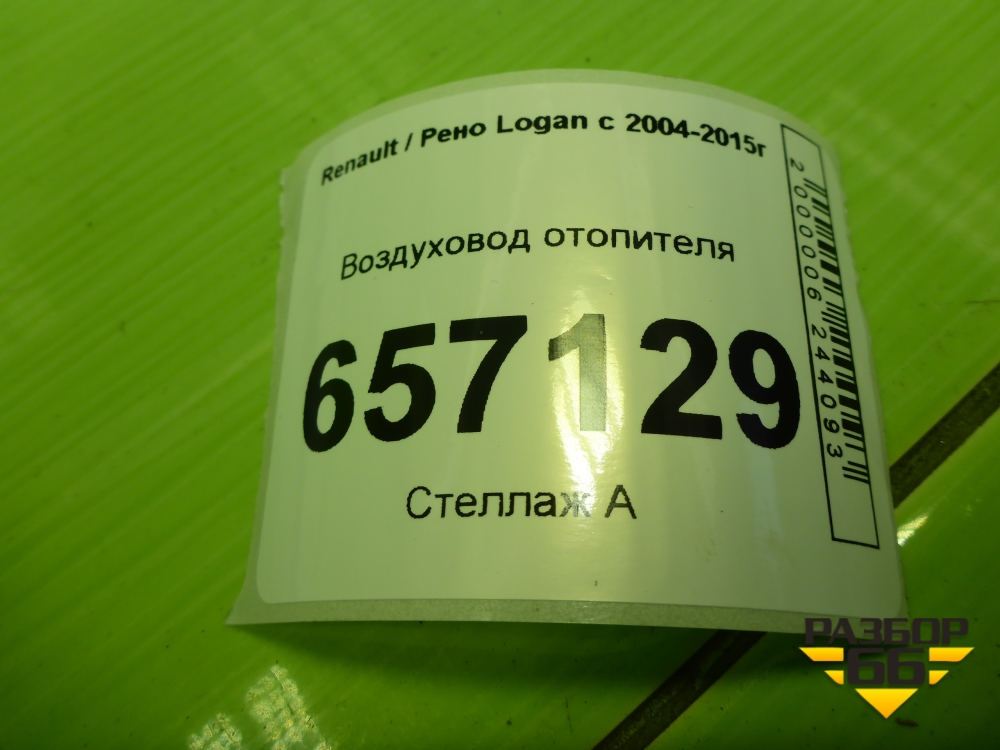 Renault / Рено Logan с 2004-2015г
Воздуховод отопителя
657129
Стеллаж А
2000006244093
РАЗБОР
66